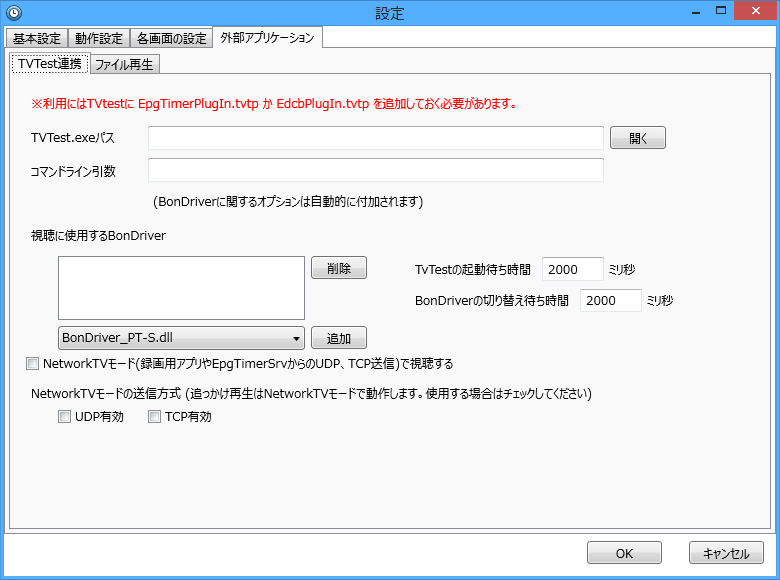 設定
基本設定 動作設定 各画面の設定 外部アプリケーション
TVTest連携 ファイル再生
※利用にはTVtestに EpgTimerPlugIn.tvtp か EdcbPlugIn.tvtp を追加しておく必要があります。
TVTest.exeパス 開く
コマンドライン引数
(BonDriverに関するオプションは自動的に付加されます)
視聴に使用するBonDriver
削除 TvTestの起動待ち時間 2000 ミリ秒
BonDriverの切り替え待ち時間 2000 ミリ秒
BonDriver_PT-S.dll 追加
NetworkTVモード(録画用アプリやEpgTimerSrvからのUDP、TCP送信)で視聴する
NetworkTVモードの送信方式 (追っかけ再生はNetworkTVモードで動作します。使用する場合はチェックしてください)
UDP有効 TCP有効
OK キャンセル